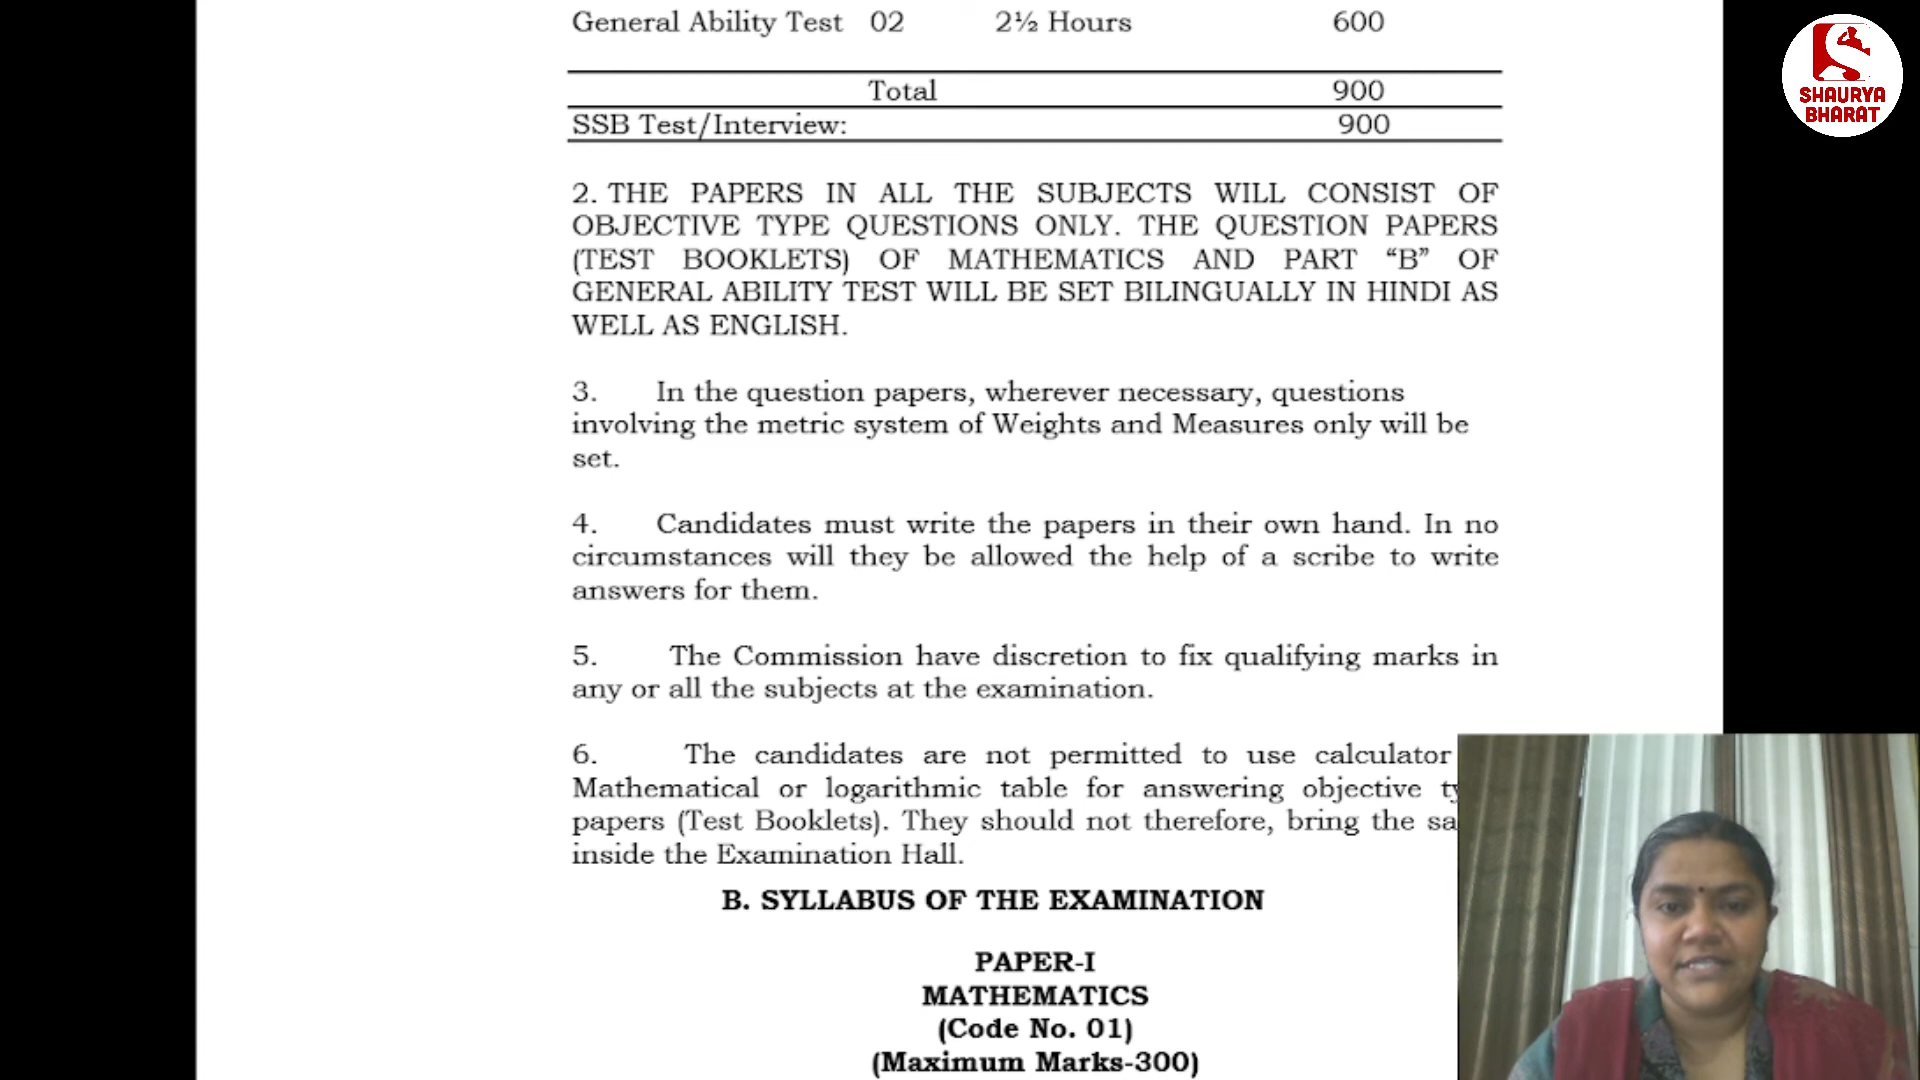 General Ability Test 02 2½ Hours 600
Total 900
SSB Test/Interview: 900
2. THE PAPERS IN ALL THE SUBJECTS WILL CONSIST OF
OBJECTIVE TYPE QUESTIONS ONLY. THE QUESTION PAPERS
(TEST BOOKLETS) OF MATHEMATICS AND PART “B” OF
GENERAL ABILITY TEST WILL BE SET BILINGUALLY IN HINDI AS
WELL AS ENGLISH.
3. In the question papers, wherever necessary, questions
involving the metric system of Weights and Measures only will be
set.
4. Candidates must write the papers in their own hand. In no
circumstances will they be allowed the help of a scribe to write
answers for them.
5. The Commission have discretion to fix qualifying marks in
any or all the subjects at the examination.
6. The candidates are not permitted to use calculator
Mathematical or logarithmic table for answering objective
papers (Test Booklets). They should not therefore, bring the
inside the Examination Hall.
B. SYLLABUS OF THE EXAMINATION
PAPER-I
MATHEMATICS
(Code No. 01)
(Maximum Marks-300)
SHAURYA
BHARAT